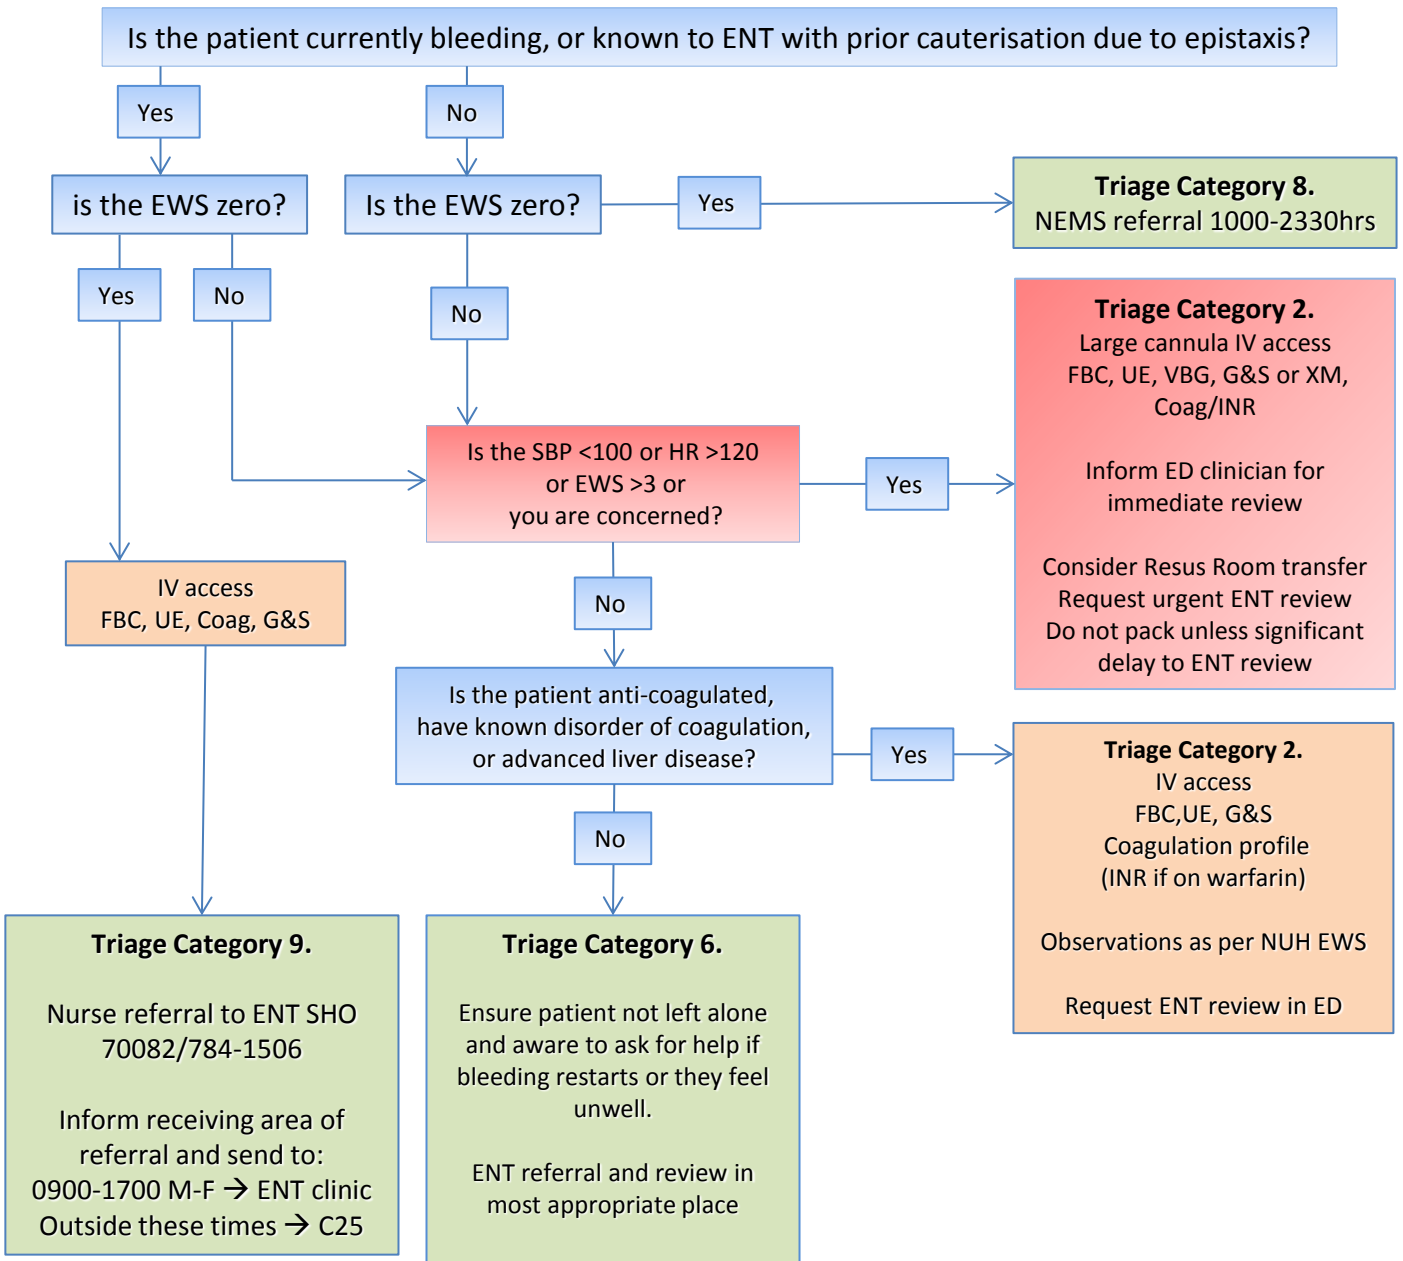 Is the patient currently bleeding, or known to ENT with prior cauterisation due to epistaxis?
Yes
No
is the EWS zero?
Is the EWS zero?
Yes
Triage Category 8.
NEMS referral 1000-2330hrs
Yes
No
No
Triage Category 2.
Large cannula IV access
FBC, UE, VBG, G&S or XM,
Coag/INR
Inform ED clinician for
immediate review
Consider Resus Room transfer
Request urgent ENT review
Do not pack unless significant
delay to ENT review
Is the SBP <100 or HR >120
or EWS >3 or
you are concerned?
Yes
IV access
FBC, UE, Coag, G&S
No
Is the patient anti-coagulated,
have known disorder of coagulation,
or advanced liver disease?
Yes
Triage Category 2.
IV access
FBC,UE, G&S
Coagulation profile
(INR if on warfarin)
Observations as per NUH EWS
Request ENT review in ED
No
Triage Category 9.
Nurse referral to ENT SHO
70082/784-1506
Inform receiving area of
referral and send to:
0900-1700 M-F → ENT clinic
Outside these times → C25
Triage Category 6.
Ensure patient not left alone
and aware to ask for help if
bleeding restarts or they feel
unwell.
ENT referral and review in
most appropriate place